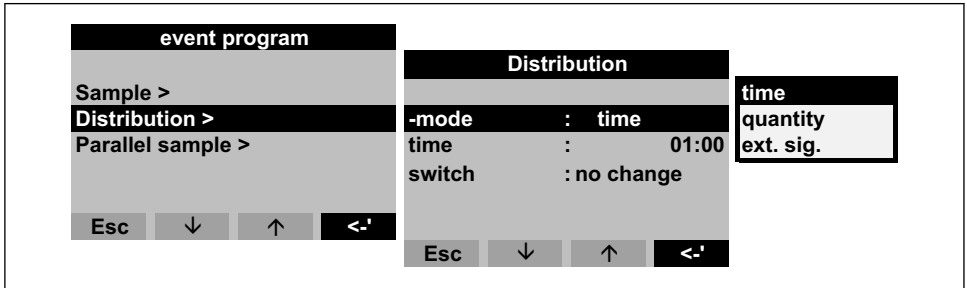 event program
Sample >
Distribution >
Parallel sample >
Esc ↓ ↑ <-'
Distribution
-mode : time
time : 01:00
switch : no change
Esc ↓ ↑ <-'
time
quantity
ext. sig.